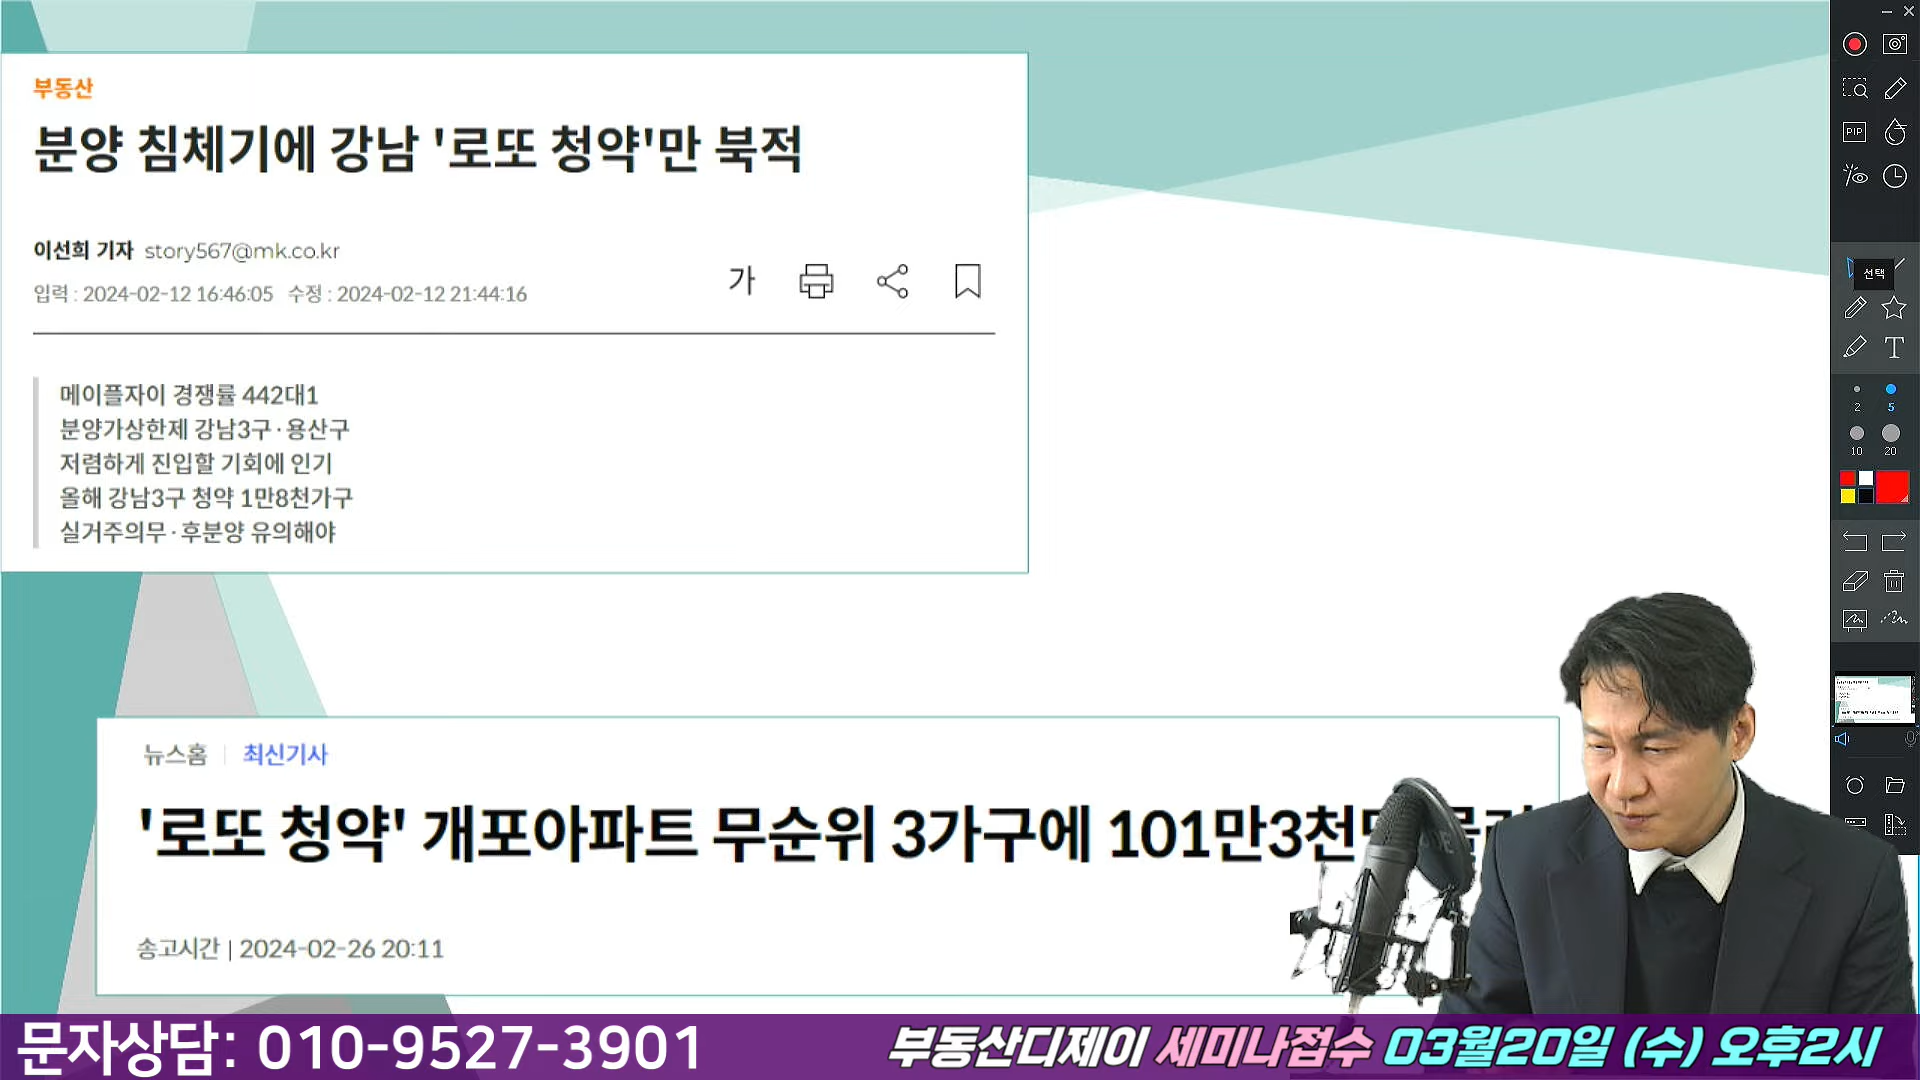 부동산
분양 침체기에 강남 '로또 청약'만 북적
이선희 기자 story567@mk.co.kr
입력 : 2024-02-12 16:46:05 수정 : 2024-02-12 21:44:16
가
메이플자이 경쟁률 442대1
분양가상한제 강남3구·용산구
저렴하게 진입할 기회에 인기
올해 강남3구 청약 1만8천가구
실거주의무·후분양 유의해야
뉴스홈 | 최신기사
'로또 청약' 개포아파트 무순위 3가구에 101만3천
송고시간 | 2024-02-26 20:11
문자상담: 010-9527-3901
부동산디제이 세미나접수 03월20일 (수) 오후2시
PIP
선택
T
2 5
10 20